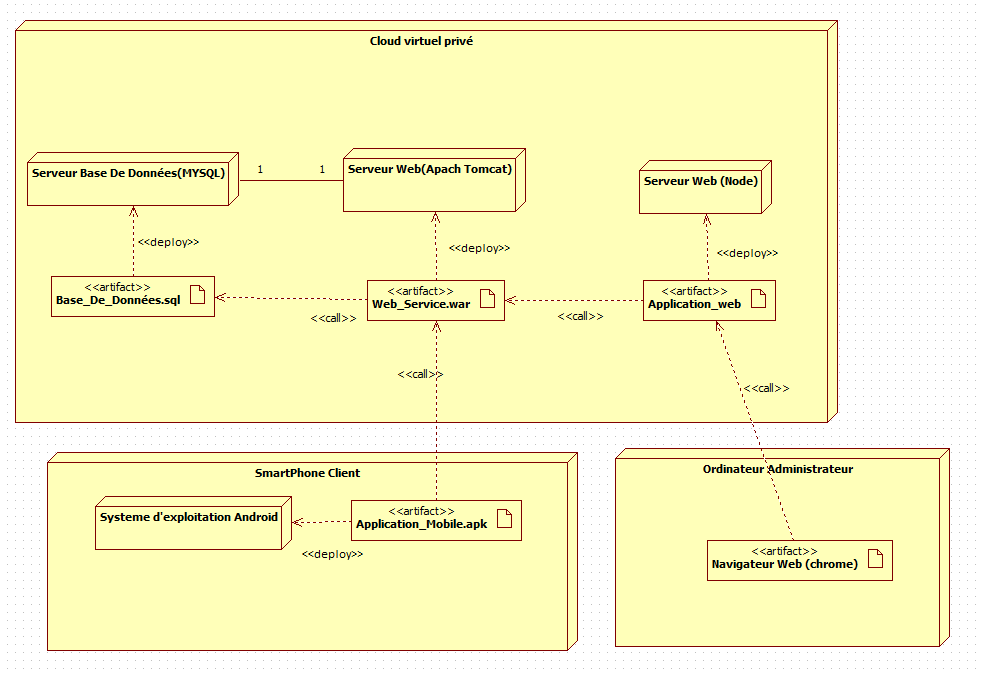 Cloud virtuel privé
Serveur Base De Données(MYSQL)
1
1
Serveur Web(Apach Tomcat)
Serveur Web (Node)
<<deploy>>
<<deploy>>
<<deploy>>
<<artifact>>
Base_De_Données.sql
<<artifact>>
Web_Service.war
<<artifact>>
Application_web
<<call>>
<<call>>
<<call>>
<<call>>
SmartPhone Client
Systeme d'exploitation Android
<<artifact>>
Application_Mobile.apk
<<deploy>>
Ordinateur Administrateur
<<artifact>>
Navigateur Web (chrome)